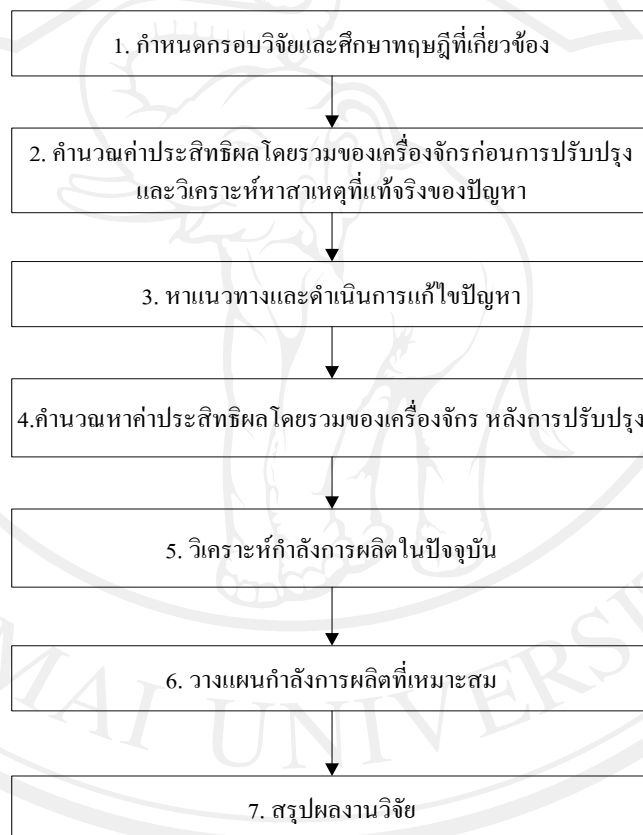 1. กำหนดกรอบวิจัยและศึกษาทฤษฎีที่เกี่ยวข้อง
2. คำนวณค่าประสิทธิผลโดยรวมของเครื่องจักรก่อนการปรับปรุง
และวิเคราะห์หาสาเหตุที่แท้จริงของปัญหา
3. หาแนวทางและดำเนินการแก้ไขปัญหา
4.คำนวณหาค่าประสิทธิผลโดยรวมของเครื่องจักร หลังการปรับปรุง
5. วิเคราะห์กำลังการผลิตในปัจจุบัน
6. วางแผนกำลังการผลิตที่เหมาะสม
MAI UNIVERSI
7. สรุปผลงานวิจัย